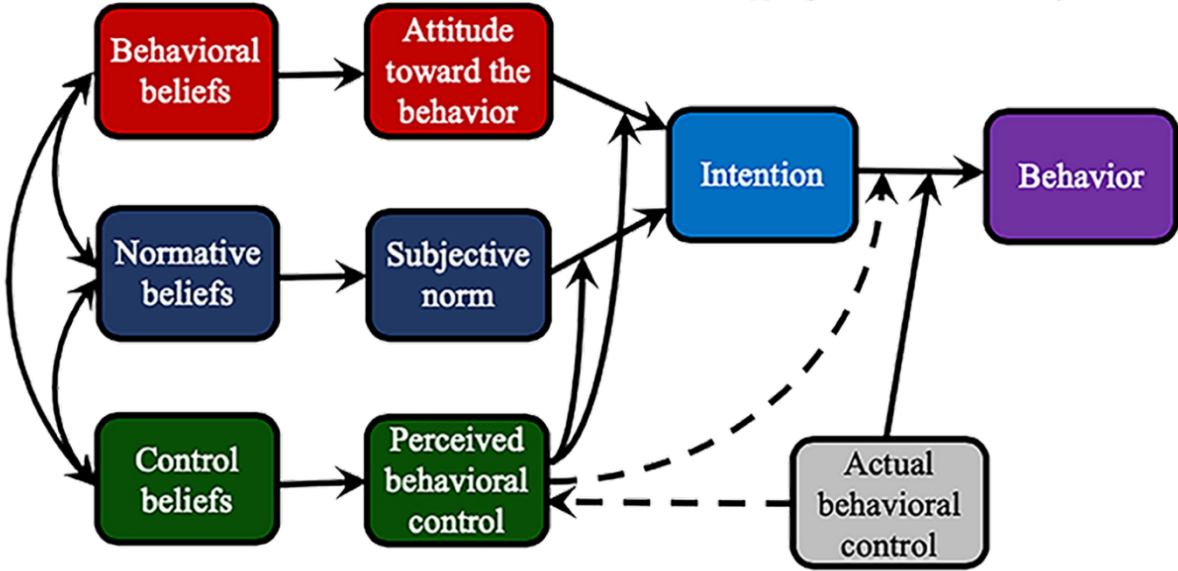 Behavioral
beliefs
Attitude
toward the
behavior
Normative
beliefs
Subjective
norm
Intention
Behavior
Control
beliefs
Perceived
behavioral
control
Actual
behavioral
control